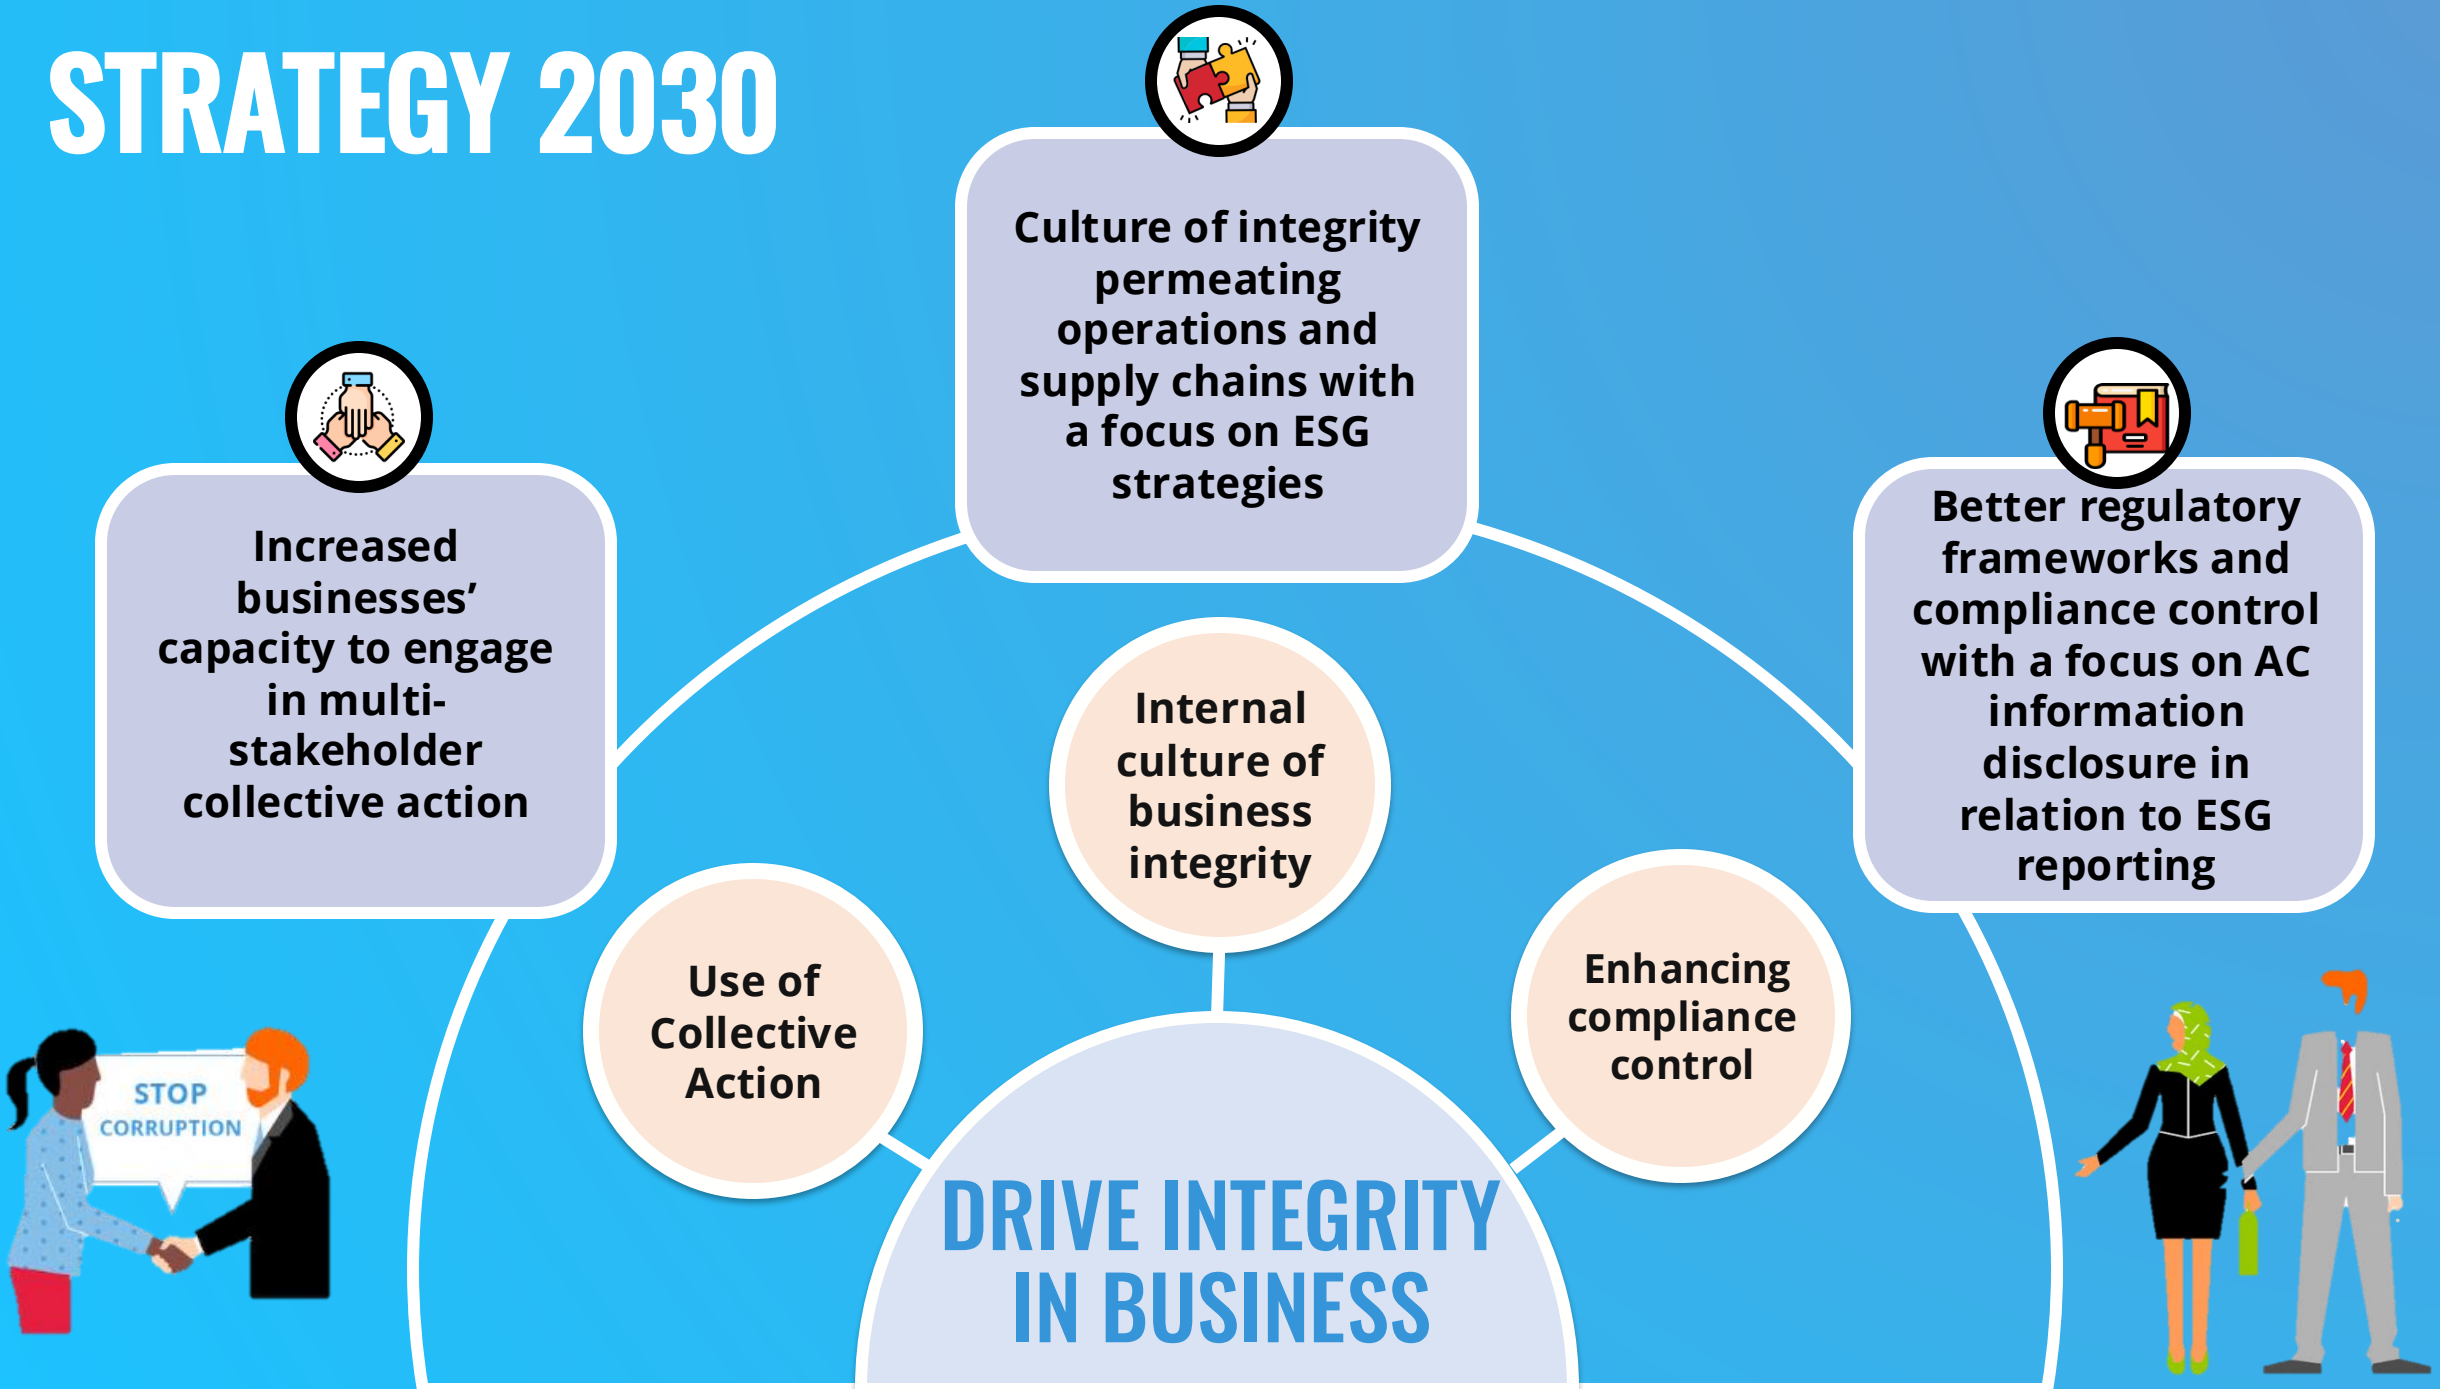 STRATEGY 2030
Culture of integrity
permeating
operations and
supply chains with
a focus on ESG
strategies
Increased
businesses’
capacity to engage
in multi-
stakeholder
collective action
Better regulatory
frameworks and
compliance control
with a focus on AC
information
disclosure in
relation to ESG
reporting
Internal
culture of
business
integrity
Use of
Collective
Action
Enhancing
compliance
control
STOP
CORRUPTION
DRIVE INTEGRITY
IN BUSINESS